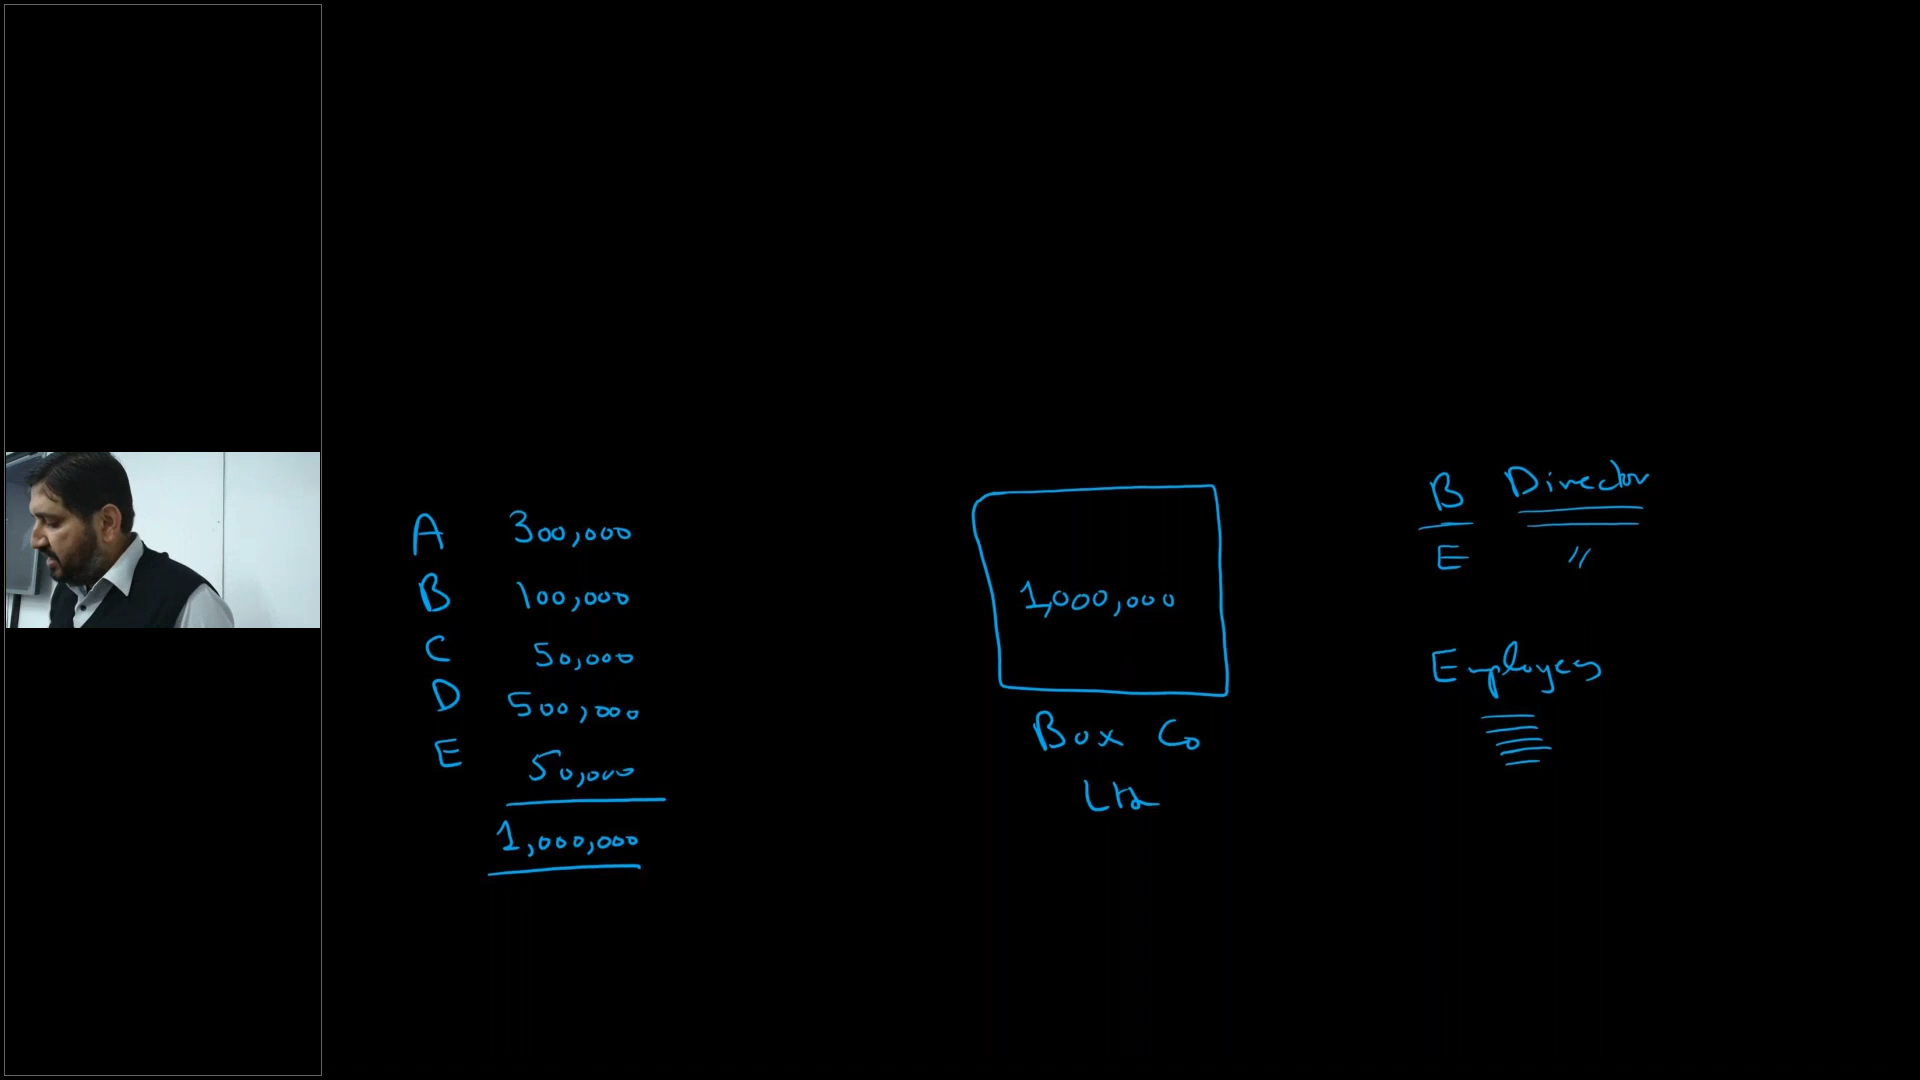 A 300,000
B 100,000
C 50,000
D 500,000
E 50,000
1,000,000
1,000,000
Box Co
Ltd
B Director
E "
Employees